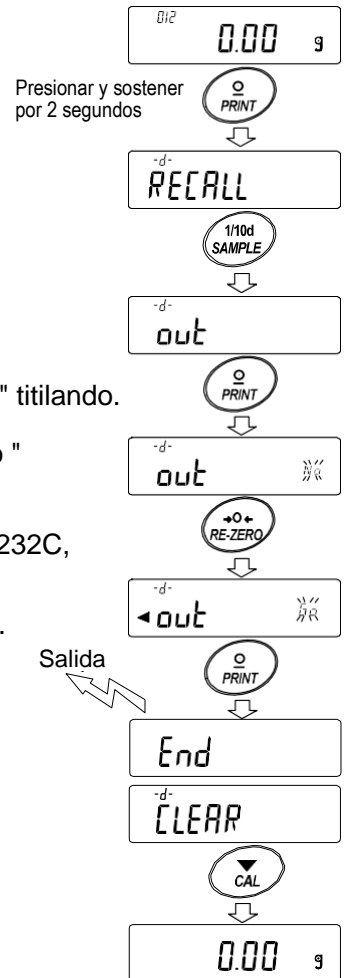 012
0.00 g
Presionar y sostener
por 2 segundos
PRINT
-d-
RECALL
1/10d
SAMPLE
-d-
out
" titilando.
PRINT
"
-d-
out
232C,
→0←
RE-ZERO
-d-
◄out
.
Salida
PRINT
End
-d-
CLEAR
▼
CAL
0.00 g